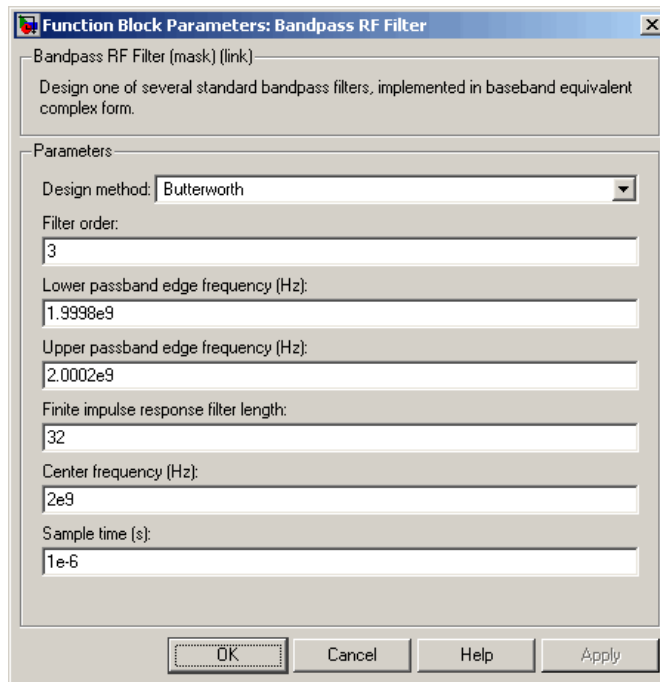 Function Block Parameters: Bandpass RF Filter
Bandpass RF Filter (mask) (link)
Design one of several standard bandpass filters, implemented in baseband equivalent
complex form.
Parameters
Design method: Butterworth
Filter order:
3
Lower passband edge frequency (Hz):
1.9998e9
Upper passband edge frequency (Hz):
2.0002e9
Finite impulse response filter length:
32
Center frequency (Hz):
2e9
Sample time (s):
1e-6
OK Cancel Help Apply